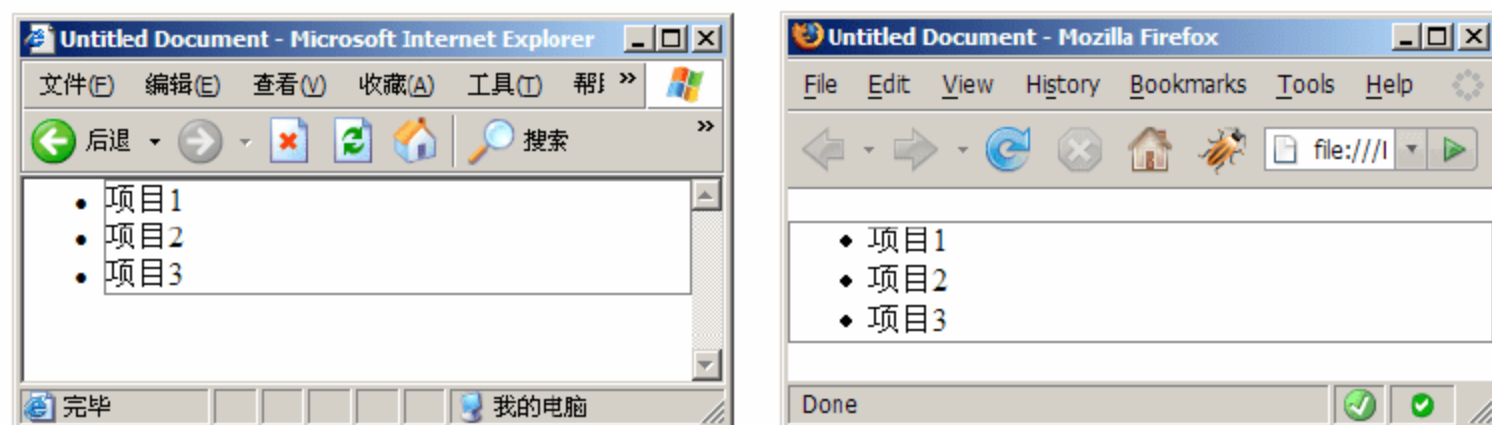 Untitled Document - Microsoft Internet Explorer
文件(F) 编辑(E) 查看(V) 收藏(A) 工具(T) »
后退 搜索 »
• 项目1
• 项目2
• 项目3
完毕 我的电脑
Untitled Document - Mozilla Firefox
File Edit View History Bookmarks Tools Help
file:///
• 项目1
• 项目2
• 项目3
Done